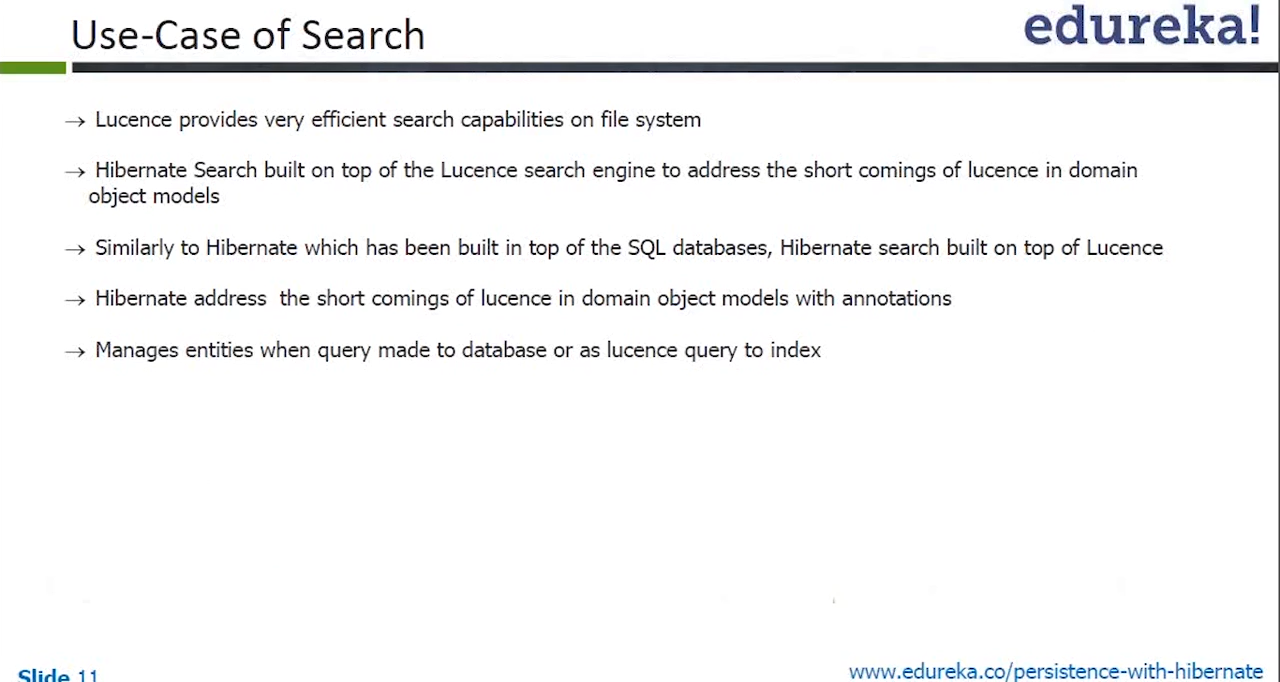 Use-Case of Search
edureka!
→ Lucence provides very efficient search capabilities on file system
→ Hibernate Search built on top of the Lucence search engine to address the short comings of lucence in domain
object models
→ Similarly to Hibernate which has been built in top of the SQL databases, Hibernate search built on top of Lucence
→ Hibernate address  the short comings of lucence in domain object models with annotations
→ Manages entities when query made to database or as lucence query to index
Slide 11
www.edureka.co/persistence-with-hibernate